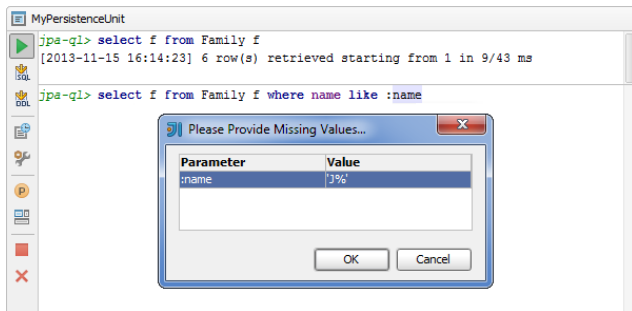 MyPersistenceUnit
jpa-ql> select f from Family f
[2013-11-15 16:14:23] 6 row(s) retrieved starting from 1 in 9/43 ms
SQL
DDL
jpa-ql> select f from Family f where name like :name
Please Provide Missing Values...
Parameter Value
:name 'J%'
P
OK Cancel